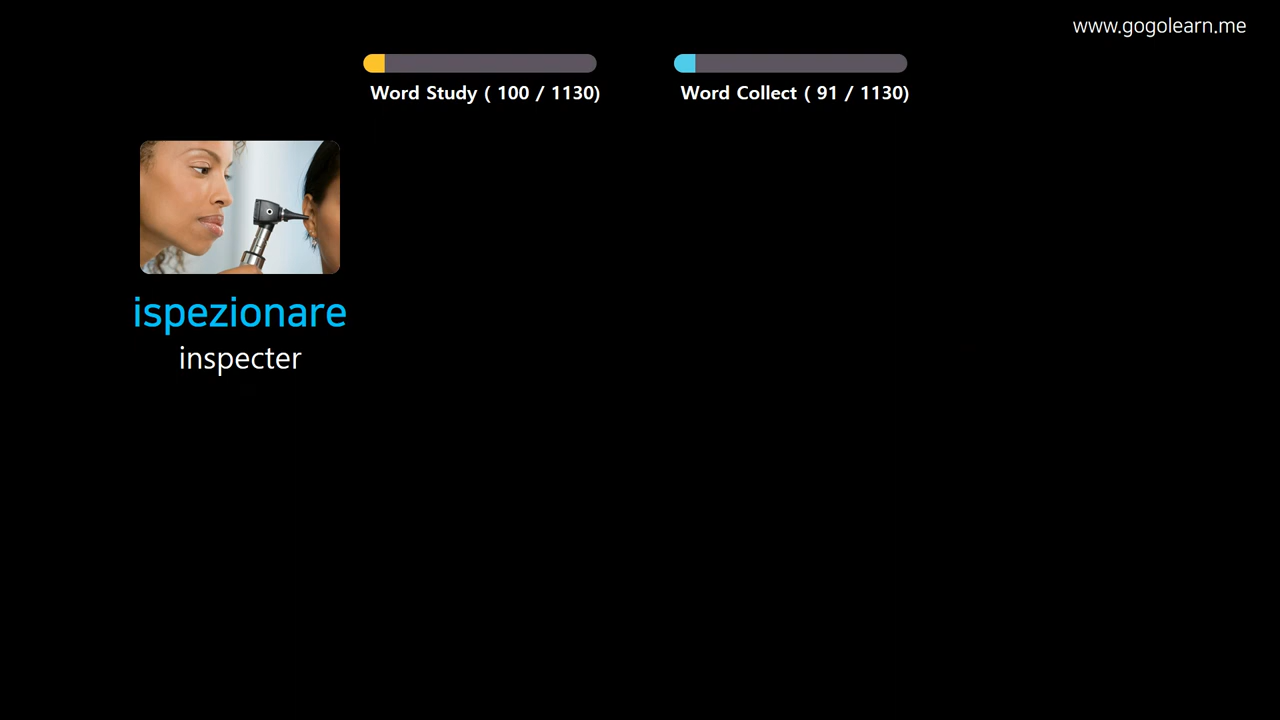 www.gogolearn.me
Word Study ( 100 / 1130)
Word Collect ( 91 / 1130)
ispezionare
inspecter